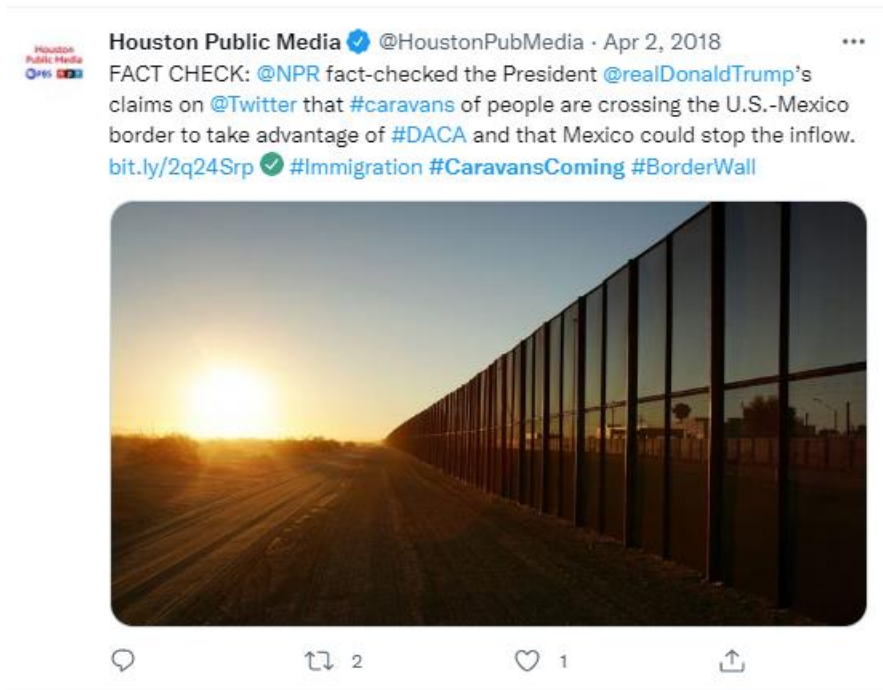 Houston
Public Media
PBS npr
Houston Public Media @HoustonPubMedia · Apr 2, 2018
FACT CHECK: @NPR fact-checked the President @realDonaldTrump's
claims on @Twitter that #caravans of people are crossing the U.S.-Mexico
border to take advantage of #DACA and that Mexico could stop the inflow.
bit.ly/2q24Srp #Immigration #CaravansComing #BorderWall
2
1